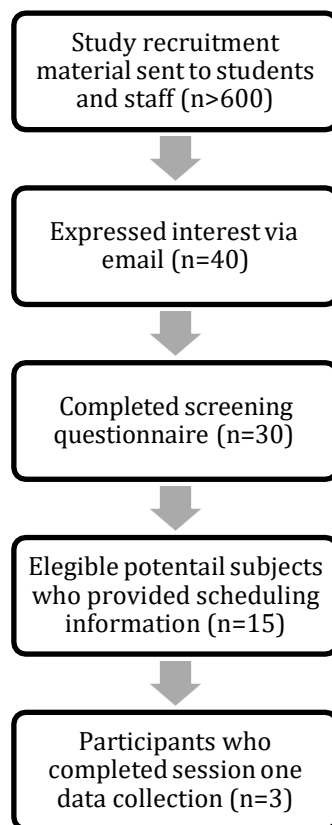 Study recruitment
material sent to students
and staff (n>600)
Expressed interest via
email (n=40)
Completed screening
questionnaire (n=30)
Elegible potentail subjects
who provided scheduling
information (n=15)
Participants who
completed session one
data collection (n=3)